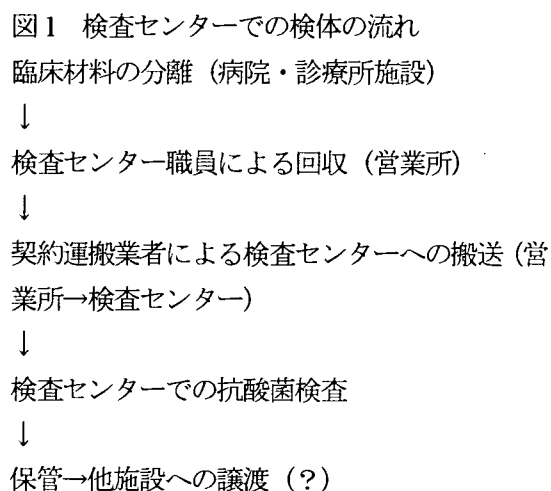 図1　検査センターでの検体の流れ
臨床材料の分離（病院・診療所施設）
↓
検査センター職員による回収（営業所）
↓
契約運搬業者による検査センターへの搬送（営
業所→検査センター）
↓
検査センターでの抗酸菌検査
↓
保管→他施設への譲渡（？）